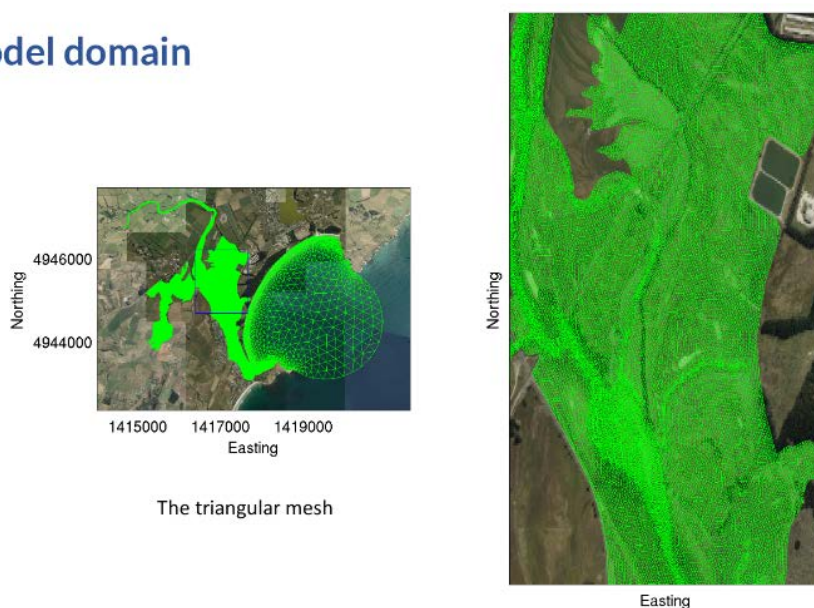 odel domain
Northing
4946000
4944000
1415000 1417000 1419000
Easting
The triangular mesh
Northing
Easting